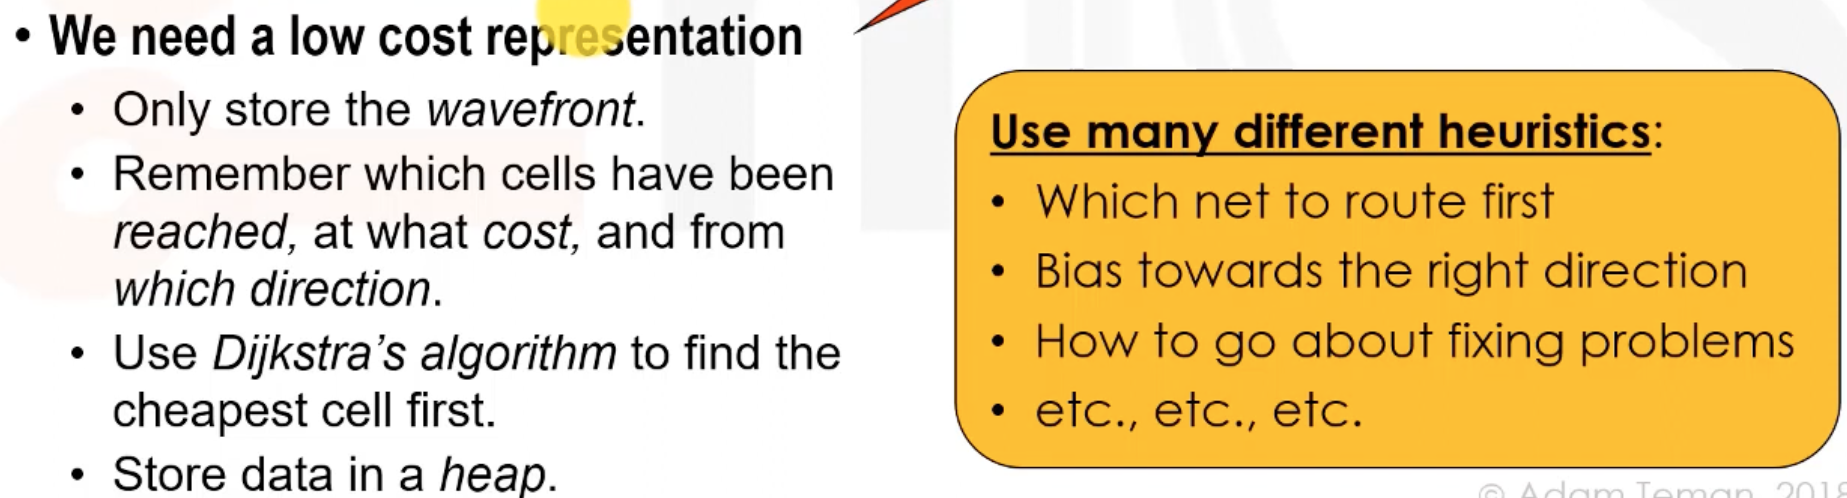 • We need a low cost representation
• Only store the wavefront.
• Remember which cells have been
reached, at what cost, and from
which direction.
• Use Dijkstra's algorithm to find the
cheapest cell first.
• Store data in a heap.
Use many different heuristics:
• Which net to route first
• Bias towards the right direction
• How to go about fixing problems
• etc., etc., etc.
© Adam Teman, 2018